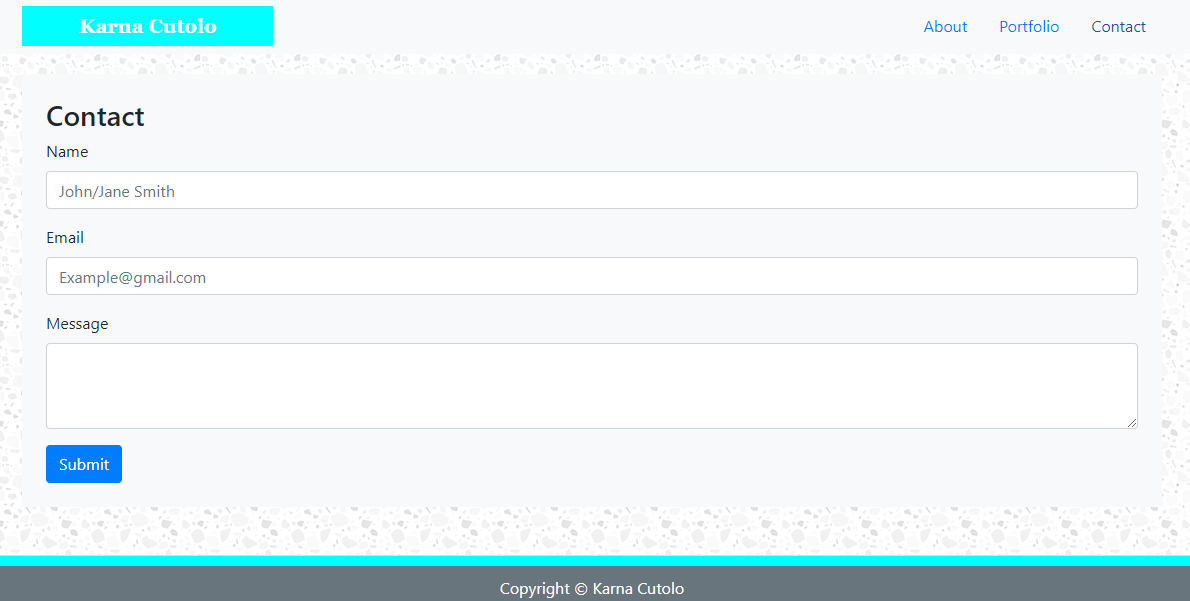 Karna Cutolo
About Portfolio Contact
Contact
Name
John/Jane Smith
Email
Example@gmail.com
Message
Submit
Copyright © Karna Cutolo